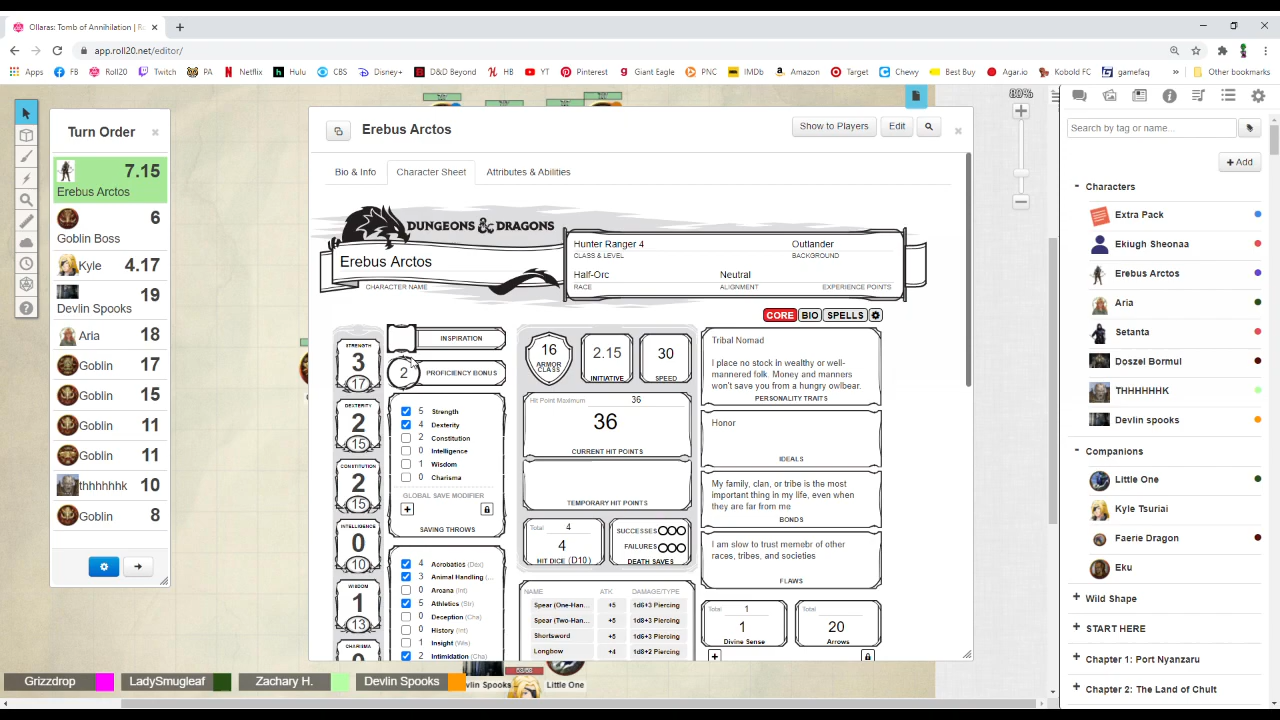 Ollaras: Tomb of Annihilation | R
app.roll20.net/editor/
Apps FB Roll20 Twitch PA Netflix Hulu CBS Disney+ D&D Beyond HB YT Pinterest Giant Eagle PNC IMDb Amazon Target Chewy Best Buy Agar.io Kobold FC gamefaq » Other bookmarks
Turn Order
7.15
Erebus Arctos
6
Goblin Boss
Kyle 4.17
19
Devlin Spooks
Aria 18
Goblin 17
Goblin 15
Goblin 11
Goblin 11
thhhhhhk 10
Goblin 8
Erebus Arctos
Show to Players Edit
Bio & Info Character Sheet Attributes & Abilities
DUNGEONS & DRAGONS
Erebus Arctos
CHARACTER NAME
Hunter Ranger 4 Outlander
CLASS & LEVEL BACKGROUND
Half-Orc Neutral
RACE ALIGNMENT EXPERIENCE POINTS
CORE BIO SPELLS
STRENGTH
3
17
DEXTERITY
2
15
CONSTITUTION
2
15
INTELLIGENCE
0
10
WISDOM
1
13
CHARISMA
INSPIRATION
2 PROFICIENCY BONUS
5 Strength
4 Dexterity
2 Constitution
0 Intelligence
1 Wisdom
0 Charisma
GLOBAL SAVE MODIFIER
SAVING THROWS
4 Acrobatics (Dex)
3 Animal Handling (...
0 Arcana (Int)
5 Athletics (Str)
0 Deception (Cha)
0 History (Int)
1 Insight (Wis)
2 Intimidation (Cha)
16
ARMOR CLASS
2.15
INITIATIVE
30
SPEED
Hit Point Maximum 36
36
CURRENT HIT POINTS
TEMPORARY HIT POINTS
Total 4
4
HIT DICE (D10)
SUCCESSES
FAILURES
DEATH SAVES
NAME ATK DAMAGE/TYPE
Spear (One-Han... +5 1d6+3 Piercing
Spear (Two-Han... +5 1d8+3 Piercing
Shortsword +5 1d6+3 Piercing
Longbow +4 1d8+2 Piercing
Tribal Nomad
I place no stock in wealthy or well-
mannered folk. Money and manners
won't save you from a hungry owlbear.
PERSONALITY TRAITS
Honor
IDEALS
My family, clan, or tribe is the most
important thing in my life, even when
they are far from me
BONDS
I am slow to trust memebr of other
races, tribes, and societies
FLAWS
Total 1
1
Divine Sense
Total 20
20
Arrows
89%
Search by tag or name...
+ Add
- Characters
Extra Pack
Ekiugh Sheonaa
Erebus Arctos
Aria
Setanta
Doszel Bormul
THHHHHHK
Devlin spooks
- Companions
Little One
Kyle Tsuriai
Faerie Dragon
Eku
+ Wild Shape
+ START HERE
+ Chapter 1: Port Nyanzaru
+ Chapter 2: The Land of Chult
Grizzdrop LadySmugleaf Zachary H. Devlin Spooks
vlin Spooks Little One